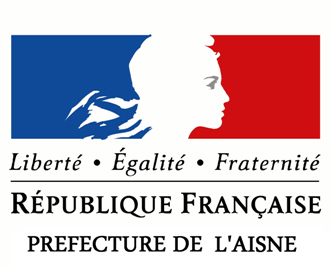 Liberté • Égalité • Fraternité
RÉPUBLIQUE FRANÇAISE
PREFECTURE DE L'AISNE